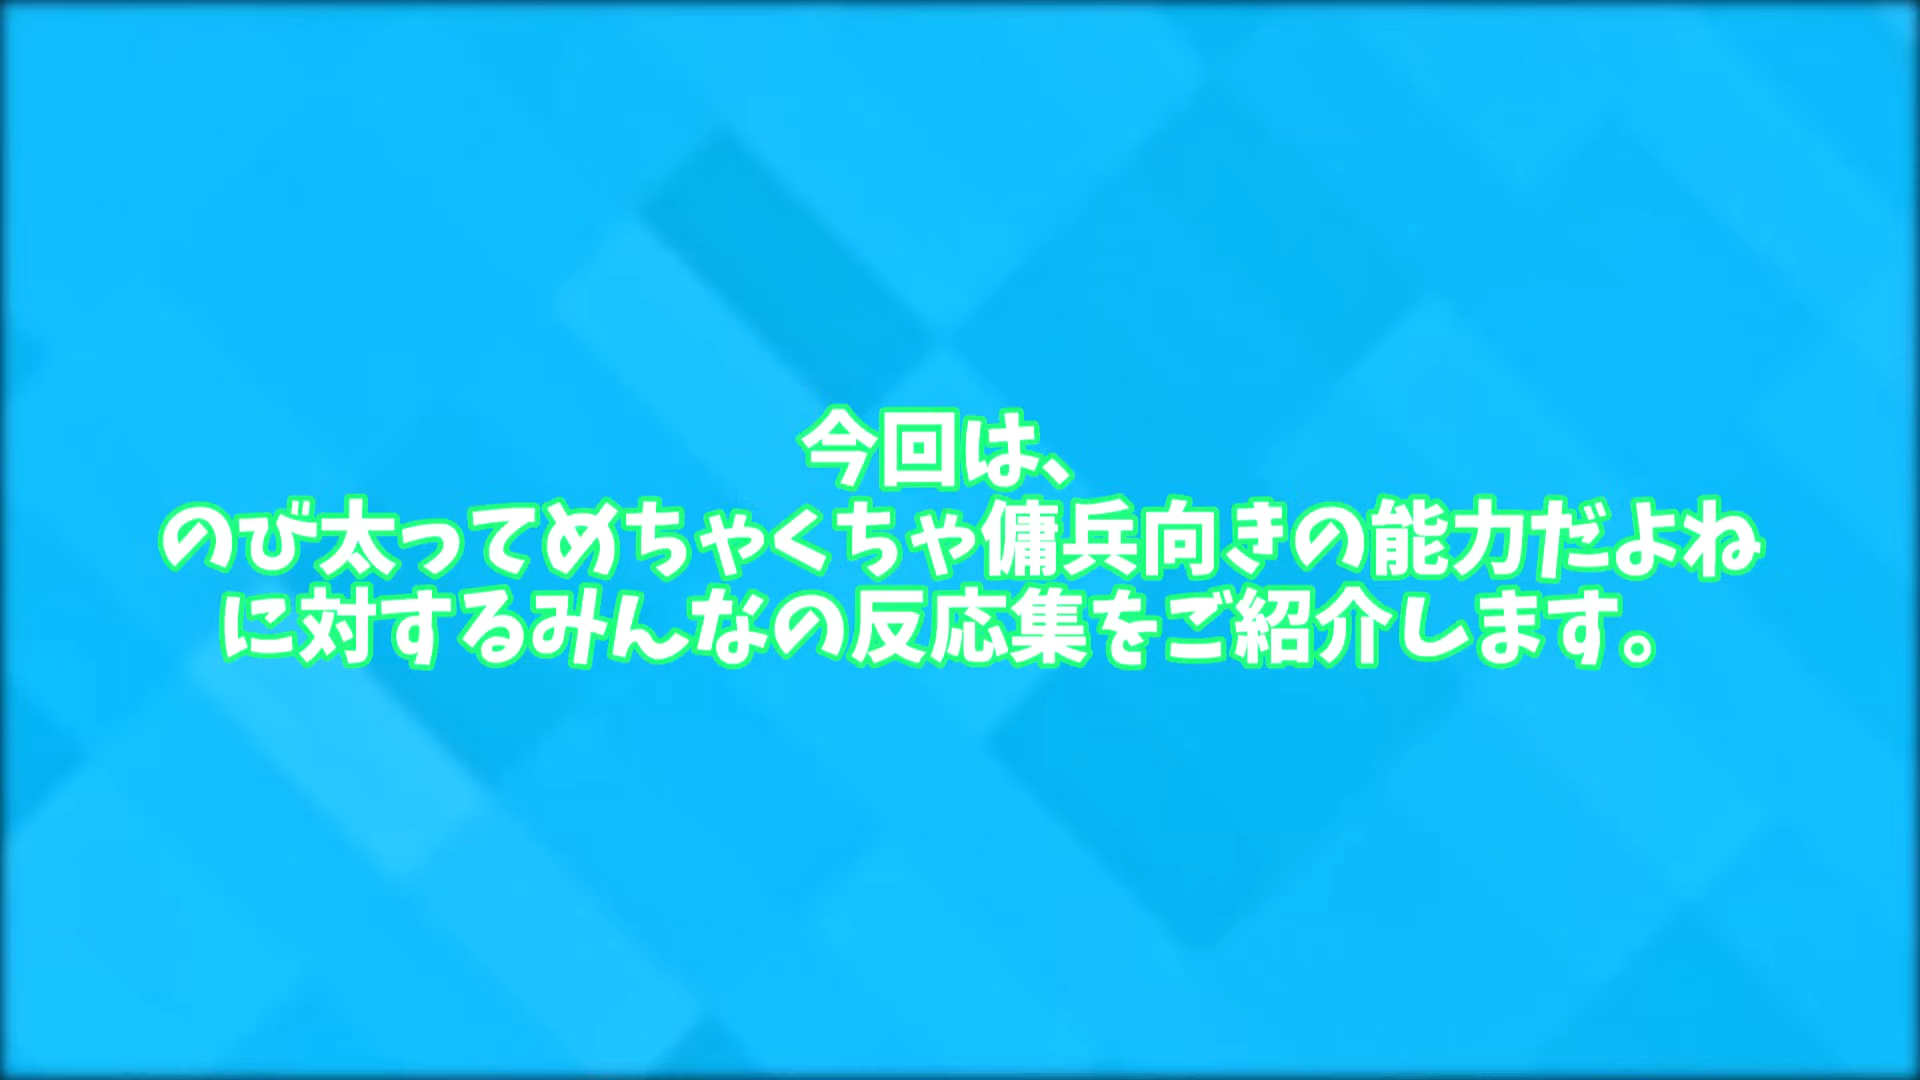 今回は、
のび太ってめちゃくちゃ傭兵向きの能力だよね
に対するみんなの反応集をご紹介します。